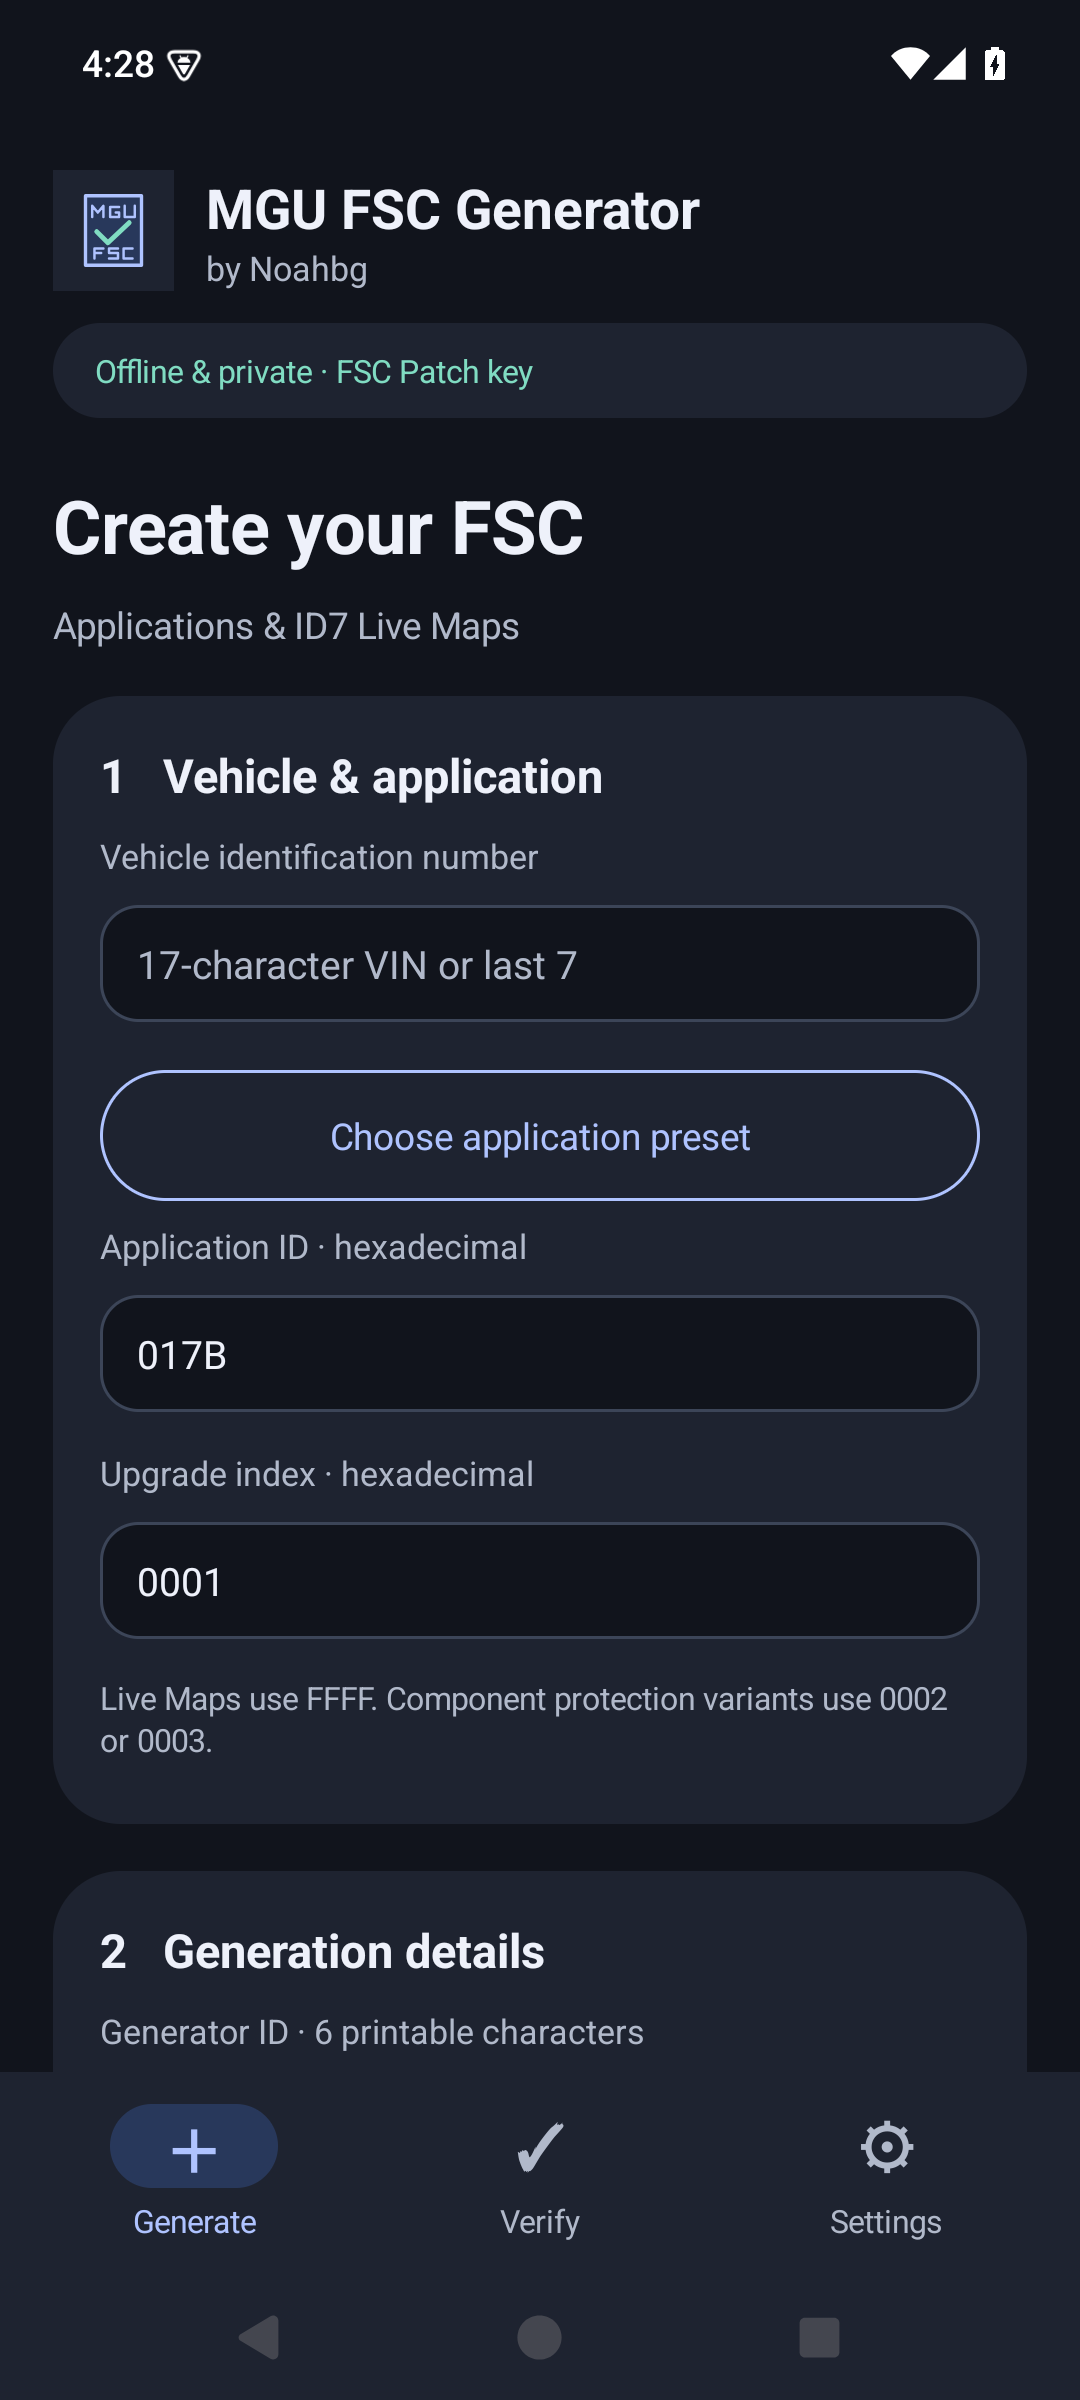 4:28
MGU
FSC
MGU FSC Generator
by Noahbg
Offline & private · FSC Patch key
Create your FSC
Applications & ID7 Live Maps
1 Vehicle & application
Vehicle identification number
17-character VIN or last 7
Choose application preset
Application ID · hexadecimal
017B
Upgrade index · hexadecimal
0001
Live Maps use FFFF. Component protection variants use 0002
or 0003.
2 Generation details
Generator ID · 6 printable characters
Generate
Verify
Settings